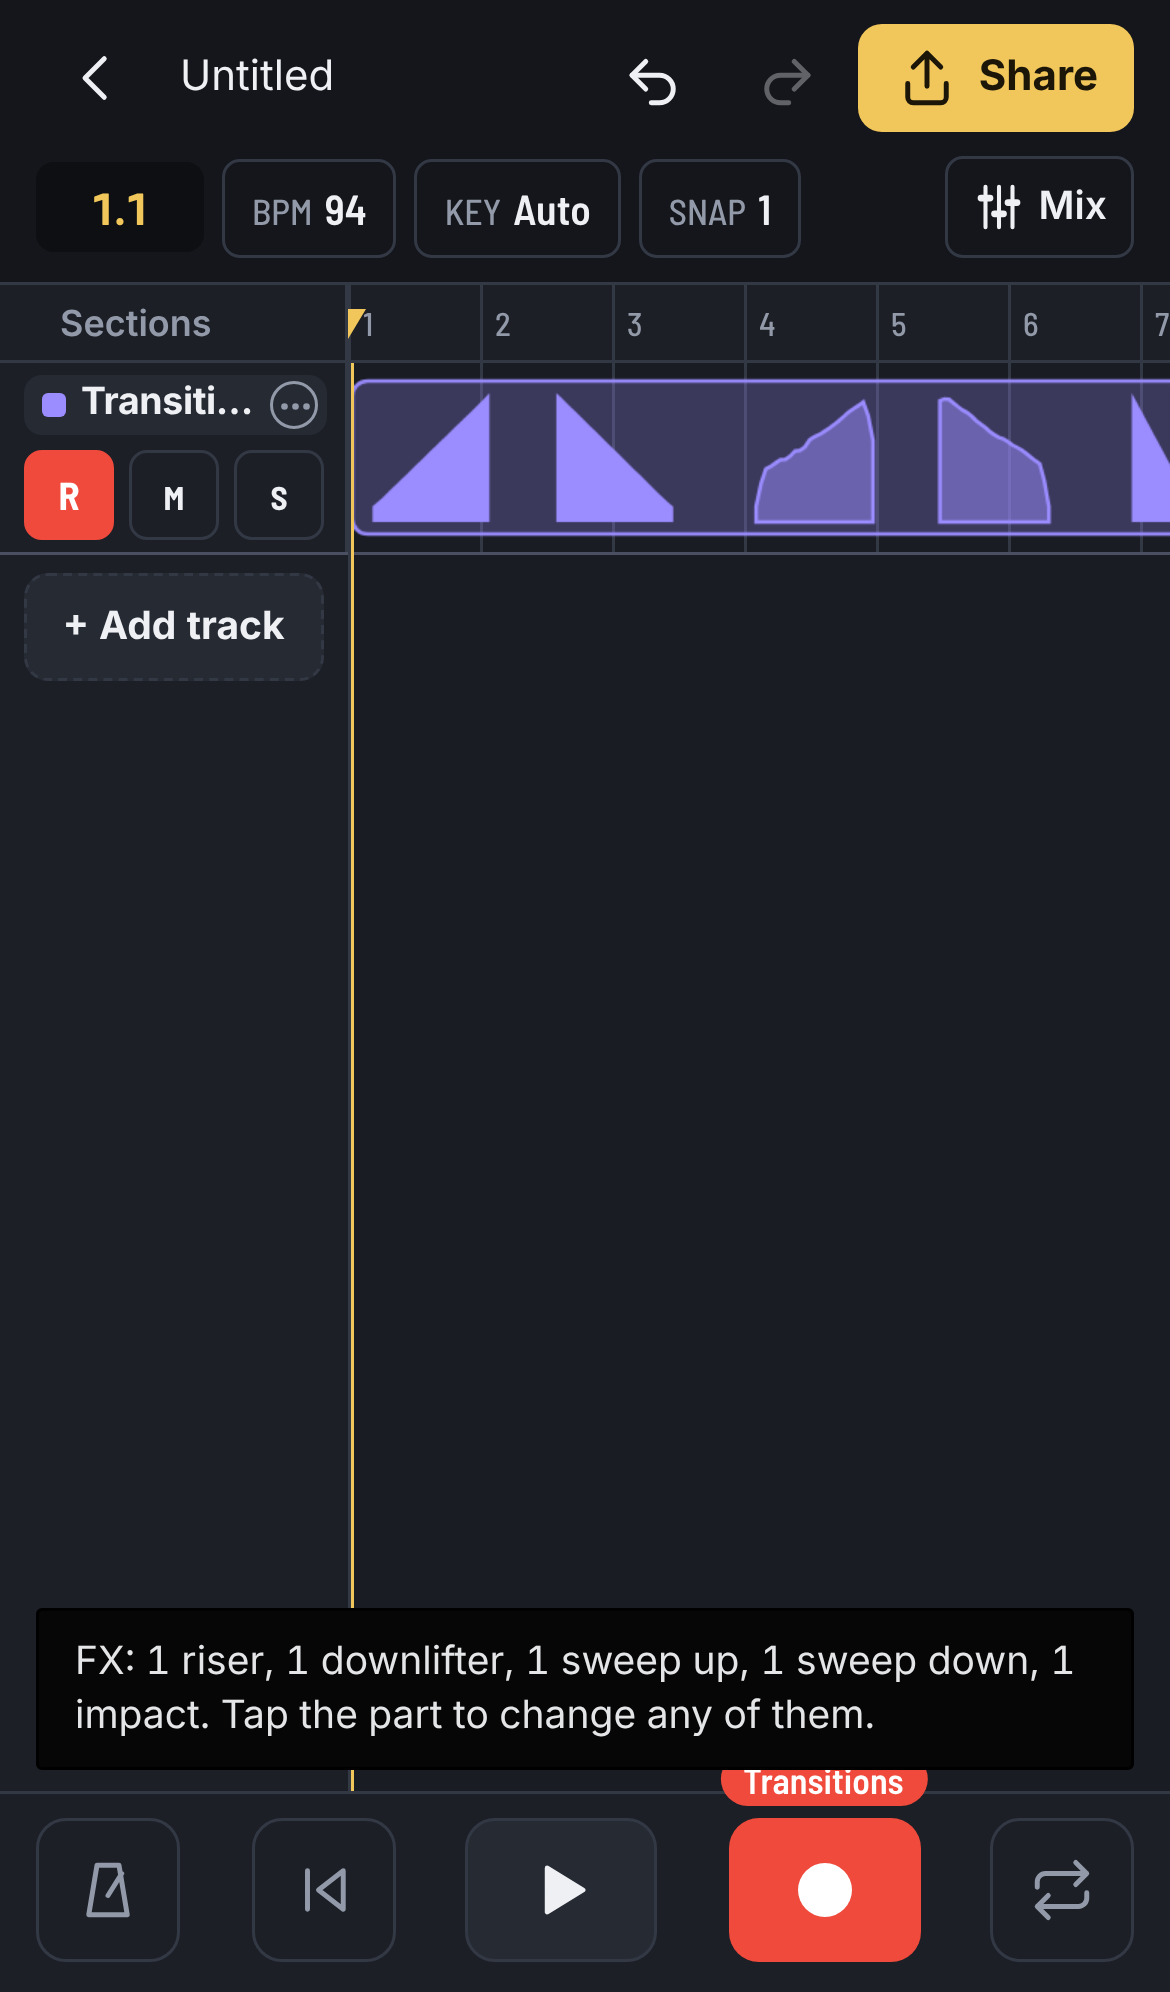 Untitled
Share
1.1
BPM 94
KEY Auto
SNAP 1
Mix
Sections
1 2 3 4 5 6 7
Transiti...
R M S
+ Add track
FX: 1 riser, 1 downlifter, 1 sweep up, 1 sweep down, 1
impact. Tap the part to change any of them.
Transitions